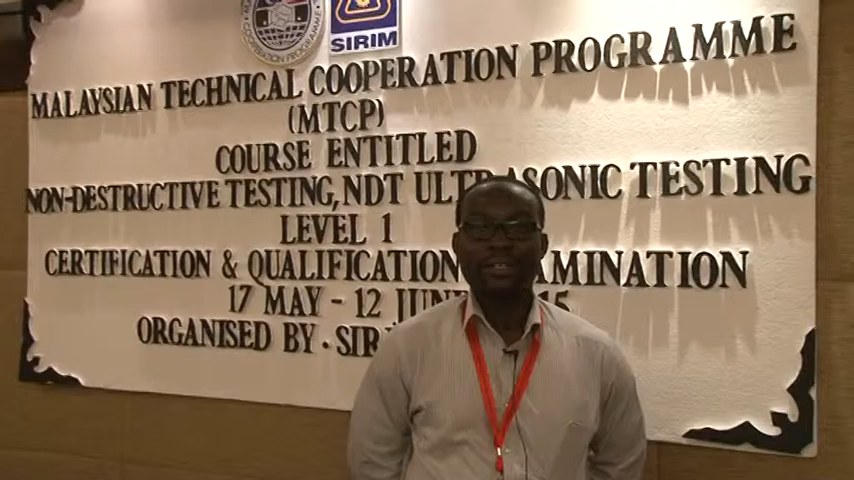 SIRIM
MALAYSIAN TECHNICAL COOPERATION PROGRAMME
(MTCP)
COURSE ENTITLED
NON-DESTRUCTIVE TESTING,NDT ULTRASONIC TESTING
LEVEL 1
CERTIFICATION & QUALIFICATION
17 MAY - 12 JUNE
ORGANISED BY